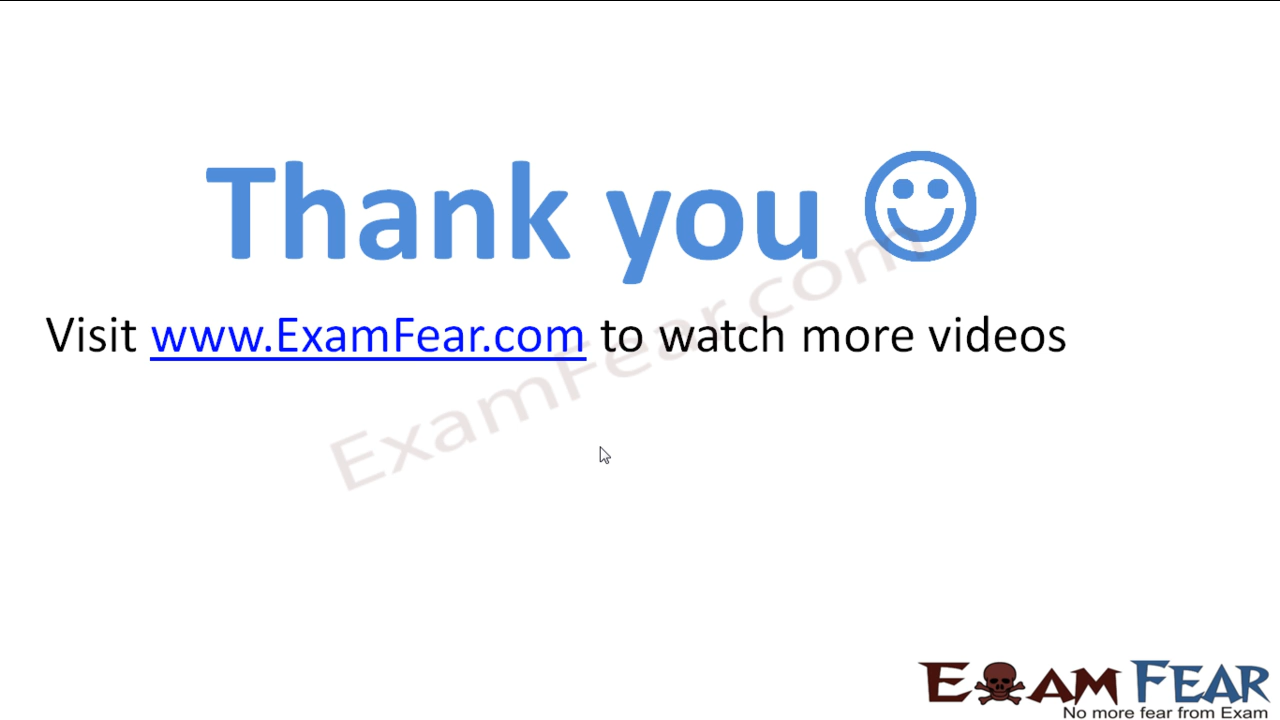 Thank you ☺
Visit www.ExamFear.com to watch more videos
ExamFear.com
EXAM FEAR
No more fear from Exam